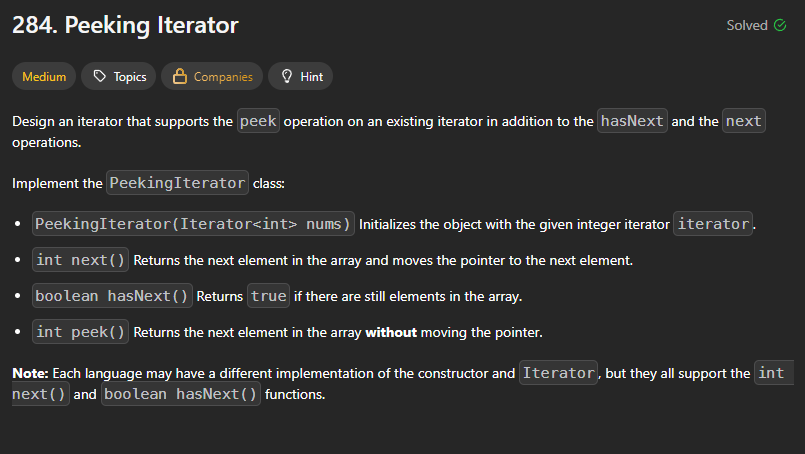 284. Peeking Iterator
Solved
Medium
Topics
Companies
Hint
Design an iterator that supports the peek operation on an existing iterator in addition to the hasNext and the next
operations.
Implement the PeekingIterator class:
• PeekingIterator(Iterator<int> nums) Initializes the object with the given integer iterator iterator.
• int next() Returns the next element in the array and moves the pointer to the next element.
• boolean hasNext() Returns true if there are still elements in the array.
• int peek() Returns the next element in the array without moving the pointer.
Note: Each language may have a different implementation of the constructor and Iterator, but they all support the int
next() and boolean hasNext() functions.